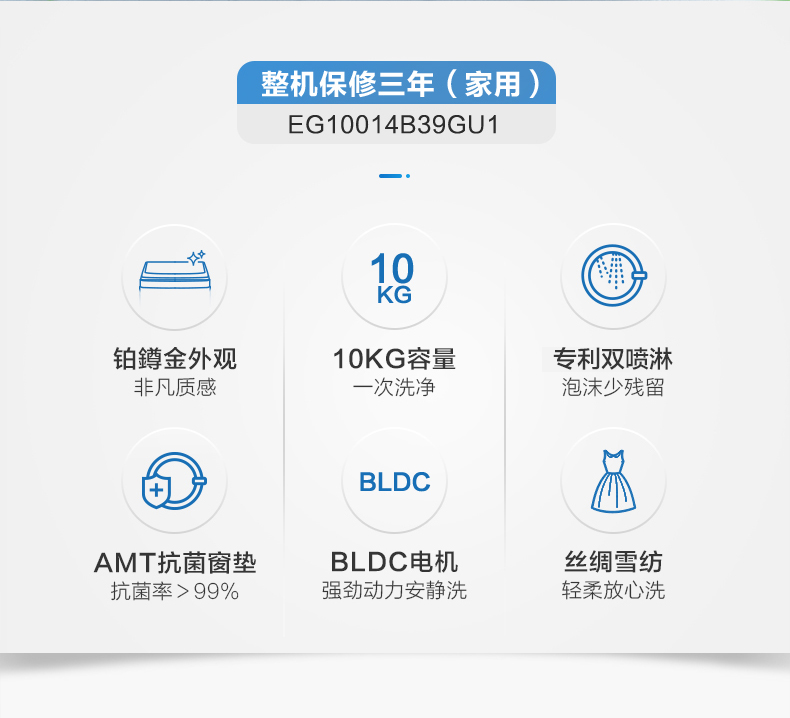 整机保修三年（家用）
EG10014B39GU1
10
KG
铂鐏金外观
非凡质感
10KG容量
一次洗净
专利双喷淋
泡沫少残留
BLDC
AMT抗菌窗垫
抗菌率＞99%
BLDC电机
强劲动力安静洗
丝绸雪纺
轻柔放心洗